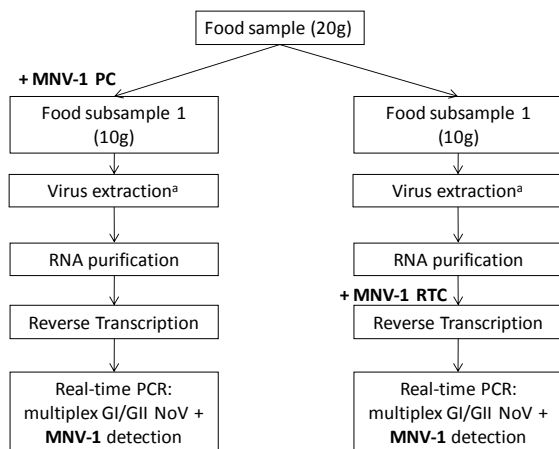 Food sample (20g)
+ MNV-1 PC
Food subsample 1
(10g)
Food subsample 1
(10g)
Virus extractionª
Virus extractionª
RNA purification
RNA purification
+ MNV-1 RTC
Reverse Transcription
Reverse Transcription
Real-time PCR:
multiplex GI/GII NoV +
MNV-1 detection
Real-time PCR:
multiplex GI/GII NoV +
MNV-1 detection